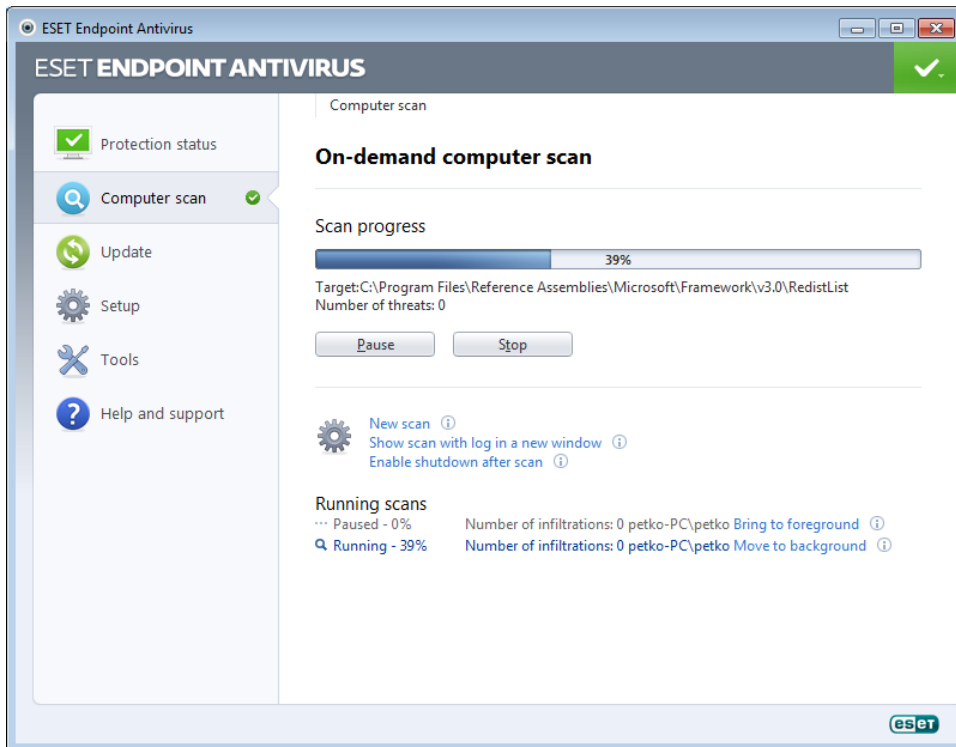 ESET Endpoint Antivirus
ESET ENDPOINT ANTIVIRUS
Protection status
Computer scan
Update
Setup
Tools
Help and support
Computer scan
On-demand computer scan
Scan progress
39%
Target:C:\Program Files\Reference Assemblies\Microsoft\Framework\v3.0\RedistList
Number of threats: 0
Pause Stop
New scan
Show scan with log in a new window
Enable shutdown after scan
Running scans
··· Paused - 0% Number of infiltrations: 0 petko-PC\petko Bring to foreground
Running - 39% Number of infiltrations: 0 petko-PC\petko Move to background
eseT